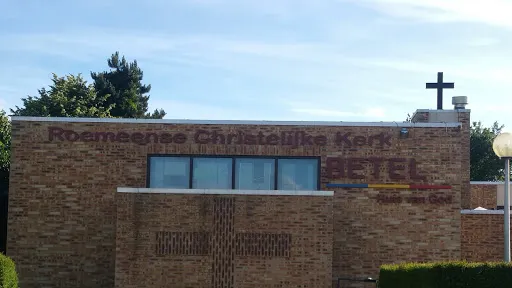 Roemeense Christelijke Kerk
BETEL
Huis van God